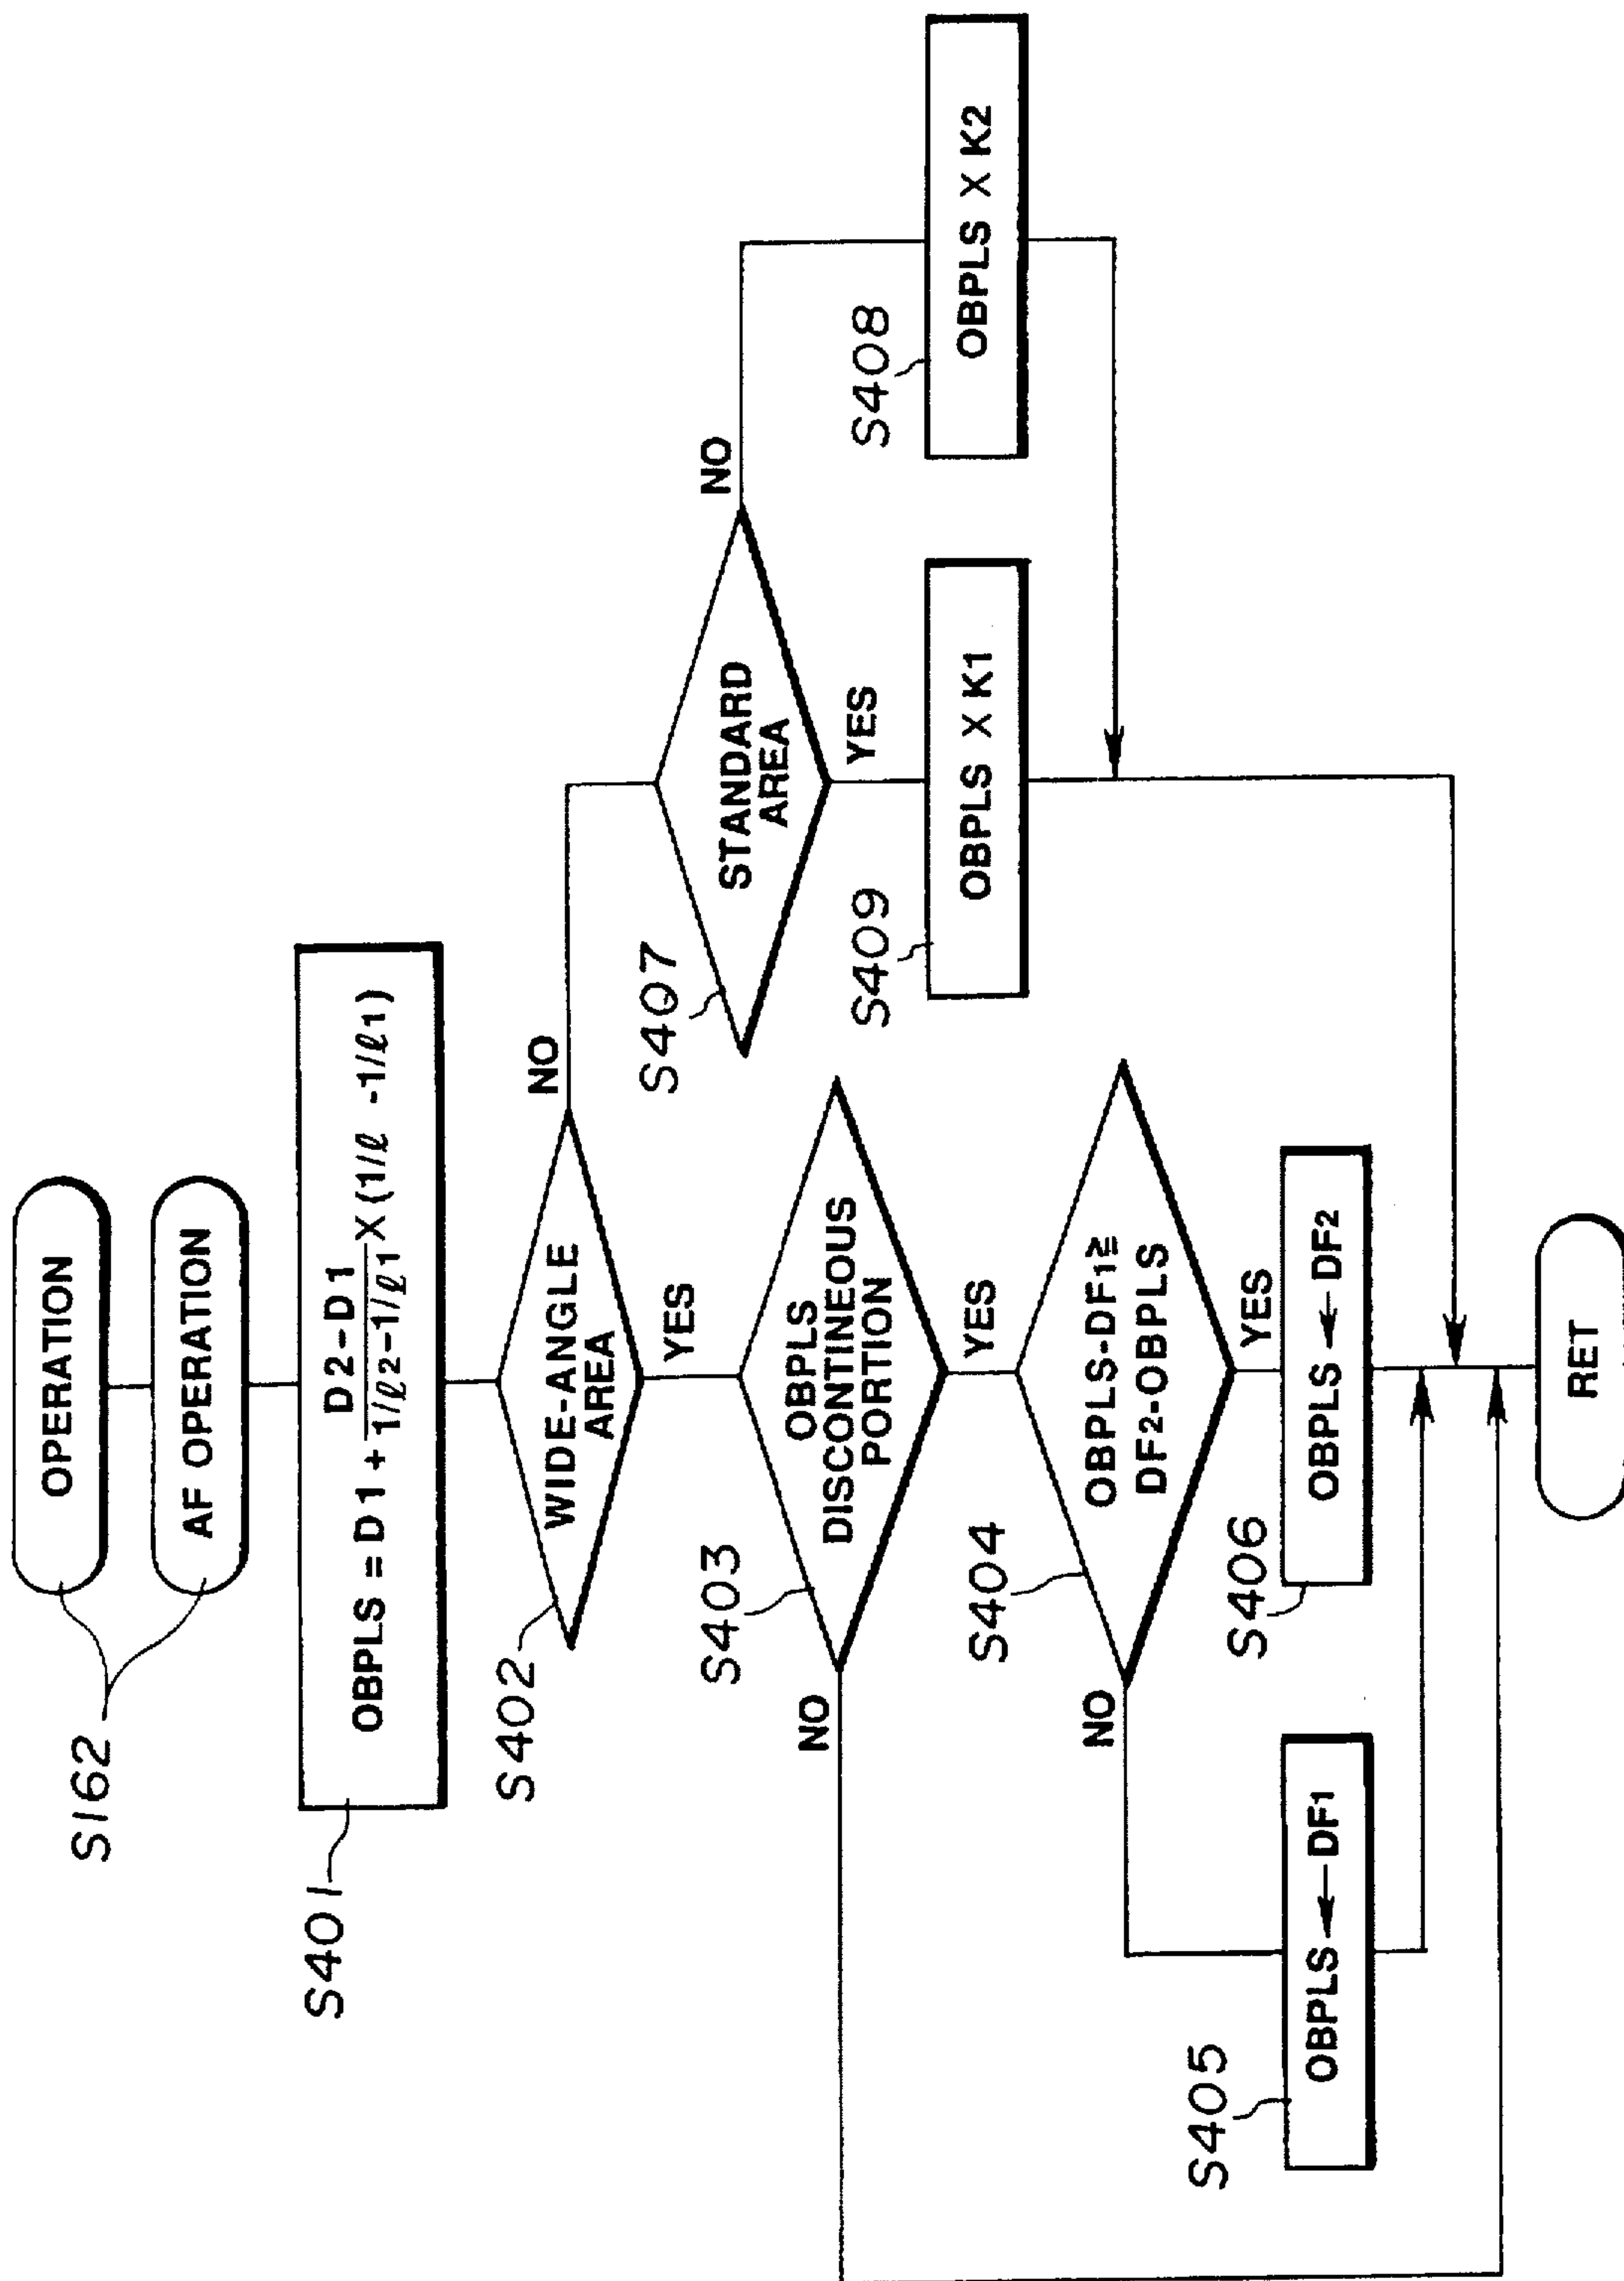 OPERATION
S162
AF OPERATION
S401
OBPLS = D1 + D2-D1 / 1/ℓ2-1/ℓ1 X (1/ℓ -1/ℓ1)
S402
WIDE-ANGLE
AREA
NO
YES
S403
OBPLS
DISCONTINEOUS
PORTION
NO
YES
S407
STANDARD
AREA
NO
YES
S404
OBPLS-DF1≧
DF2-OBPLS
NO
YES
S409
OBPLS X K1
S408
OBPLS X K2
S405
OBPLS ← DF1
S406
OBPLS ← DF2
RET